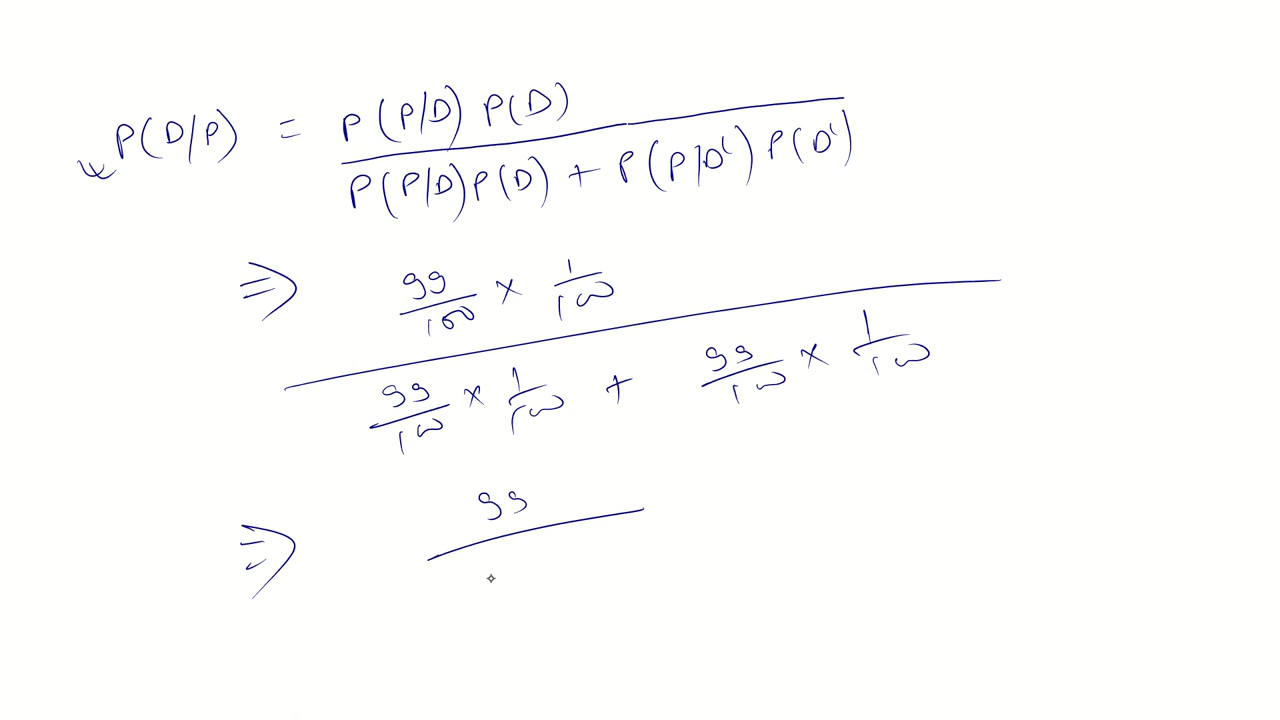 P(D/P) = P(P/D) P(D)
P(P/D)P(D) + P(P/D') P(D')
⇒ 99/100 × 1/100
99/100 × 1/100 + 99/100 × 1/100
⇒ 99